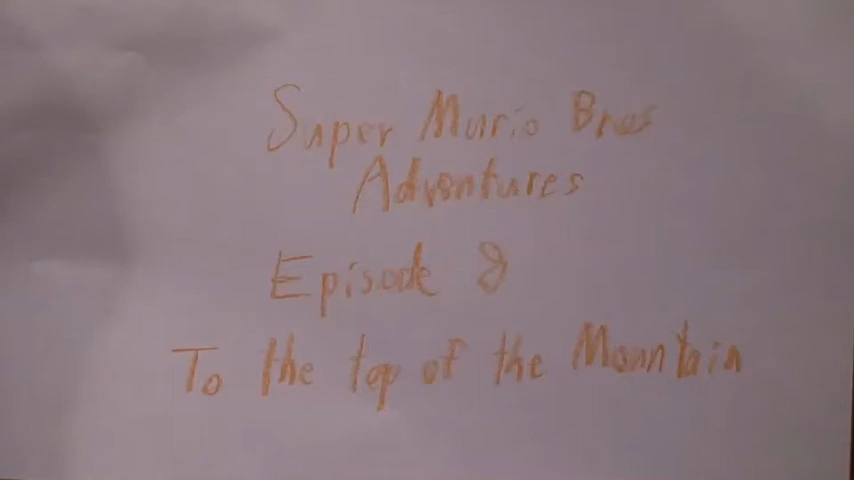 Super Mario Bros
Adventures
Episode 8
To the top of the Mountain